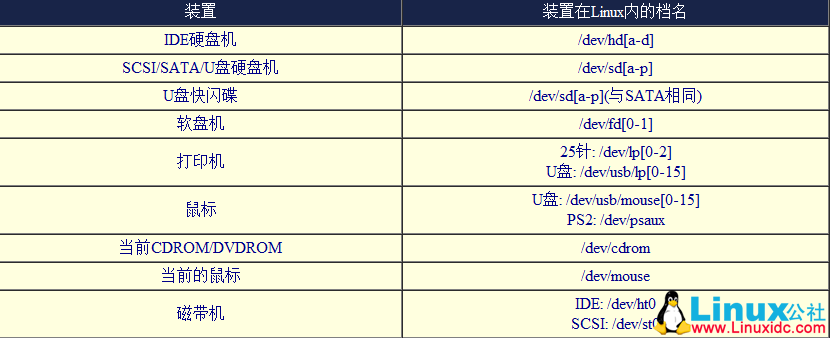 装置 装置在Linux内的档名
IDE硬盘机 /dev/hd[a-d]
SCSI/SATA/U盘硬盘机 /dev/sd[a-p]
U盘快闪碟 /dev/sd[a-p](与SATA相同)
软盘机 /dev/fd[0-1]
打印机 25针: /dev/lp[0-2]
U盘: /dev/usb/lp[0-15]
鼠标 U盘: /dev/usb/mouse[0-15]
PS2: /dev/psaux
当前CDROM/DVDROM /dev/cdrom
当前的鼠标 /dev/mouse
磁带机 IDE: /dev/ht0
SCSI: /dev/st0
Linux公社
www.Linuxidc.com